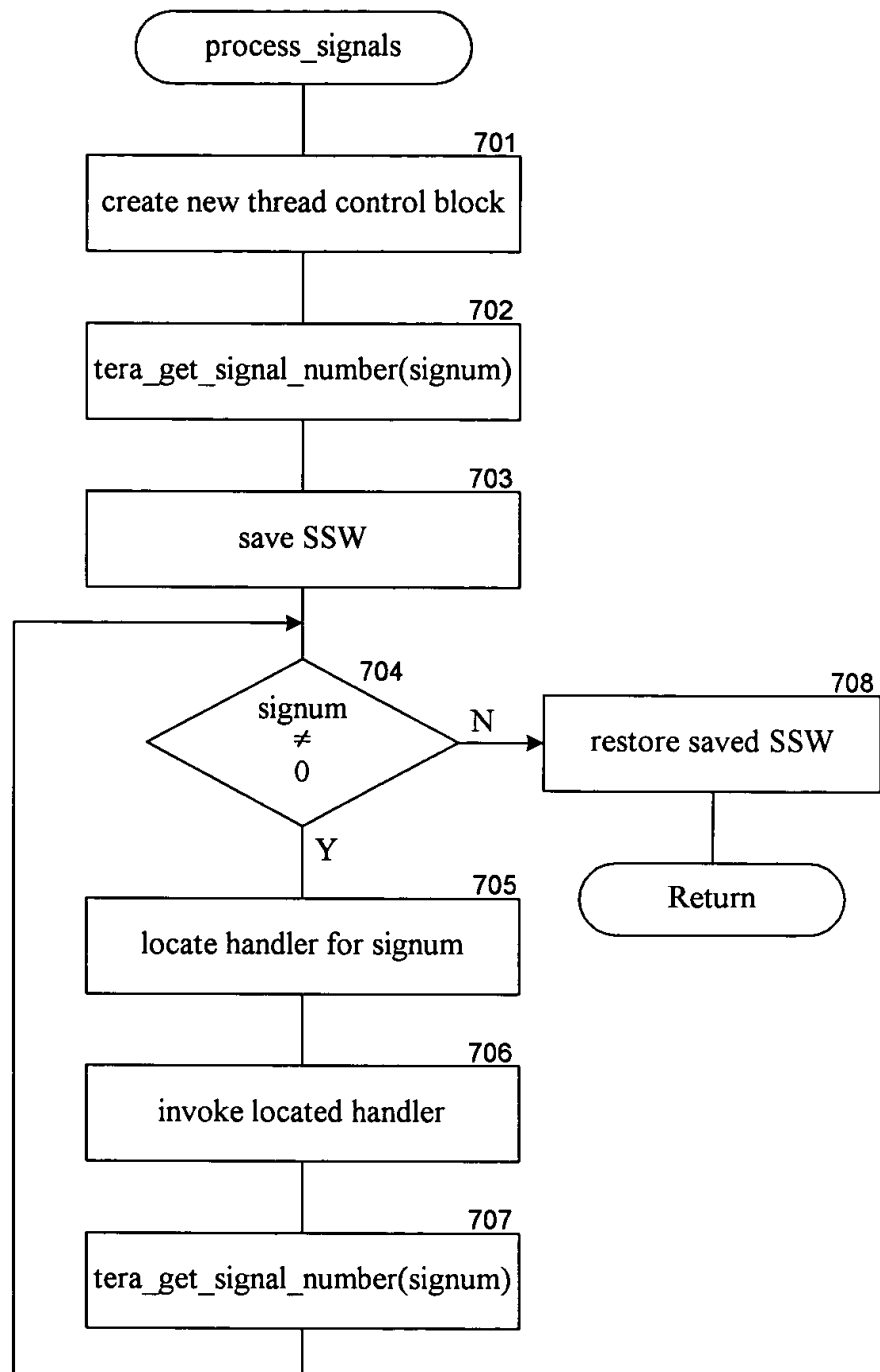 process_signals
701
create new thread control block
702
tera_get_signal_number(signum)
703
save SSW
704
signum
≠
0
N
708
restore saved SSW
Y
Return
705
locate handler for signum
706
invoke located handler
707
tera_get_signal_number(signum)